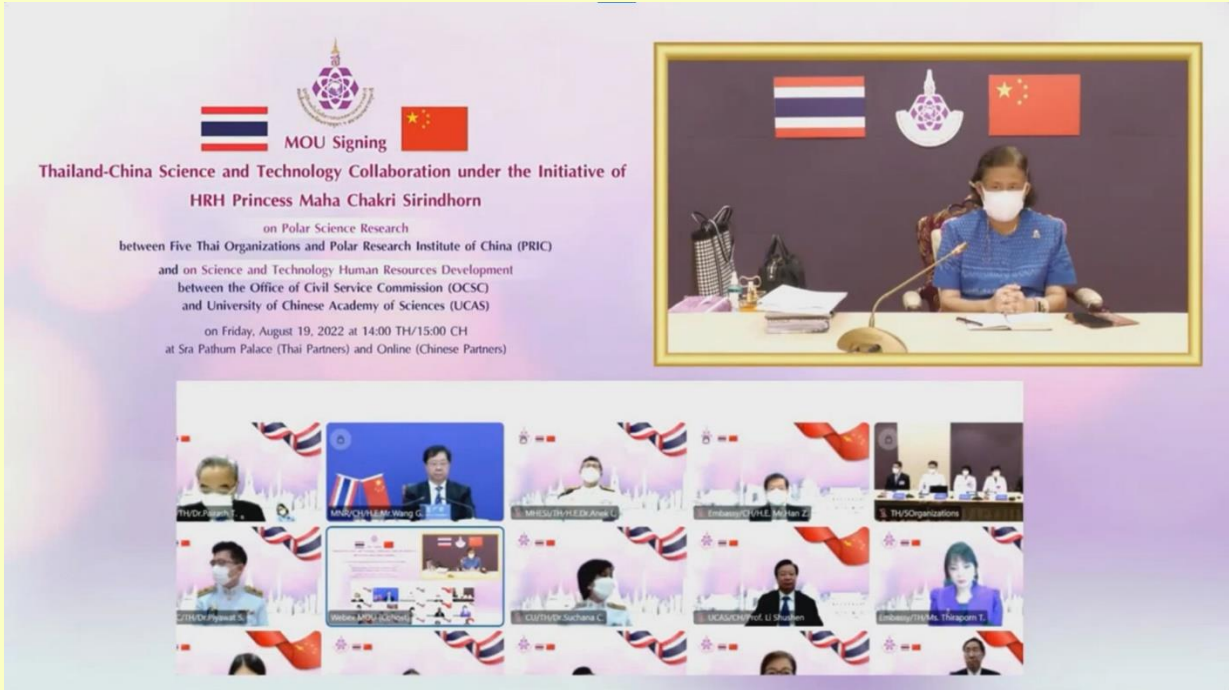 MOU Signing
Thailand-China Science and Technology Collaboration under the Initiative of
HRH Princess Maha Chakri Sirindhorn
on Polar Science Research
between Five Thai Organizations and Polar Research Institute of China (PRIC)
and on Science and Technology Human Resources Development
between the Office of Civil Service Commission (OCSC)
and University of Chinese Academy of Sciences (UCAS)
on Friday, August 19, 2022 at 14:00 TH/15:00 CH
at Sra Pathum Palace (Thai Partners) and Online (Chinese Partners)
MNR/CH/H.E.Mr.Wang G.
MHESI/TH/H.E.Dr.Anek L.
Embassy/CH/H.E. Mr.Han Z.
TH/5Organizations
/TH/Dr.Piyawat S.
Webex MOU
CU/TH/Dr.Suchana C.
UCAS/CH/Prof. Li Shushen
Embassy/TH/Ms. Thiraporn T.